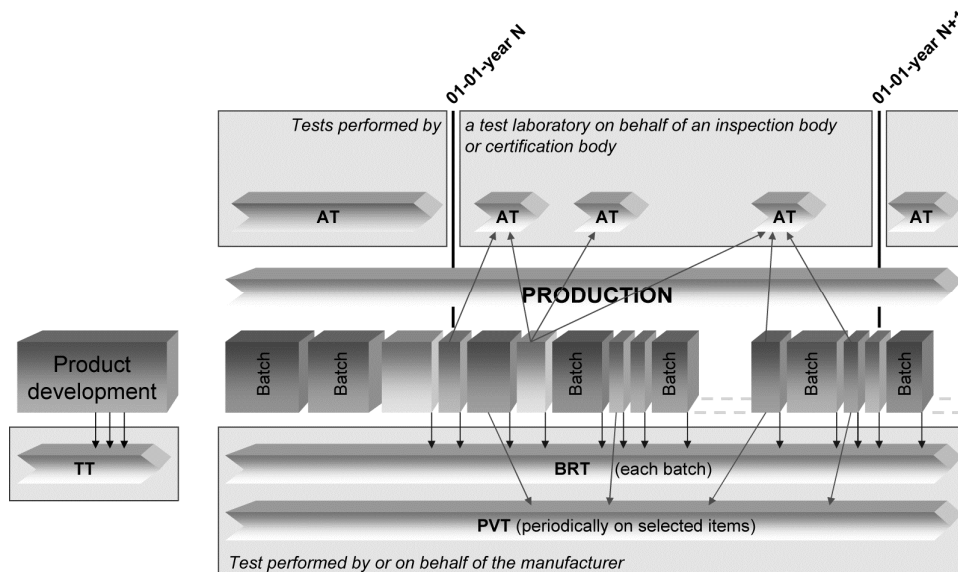 01-01-year N
01-01-year N+1
Tests performed by
a test laboratory on behalf of an inspection body
or certification body
AT
AT
AT
AT
AT
PRODUCTION
Product
development
Batch
Batch
Batch
Batch
Batch
Batch
TT
BRT (each batch)
PVT (periodically on selected items)
Test performed by or on behalf of the manufacturer